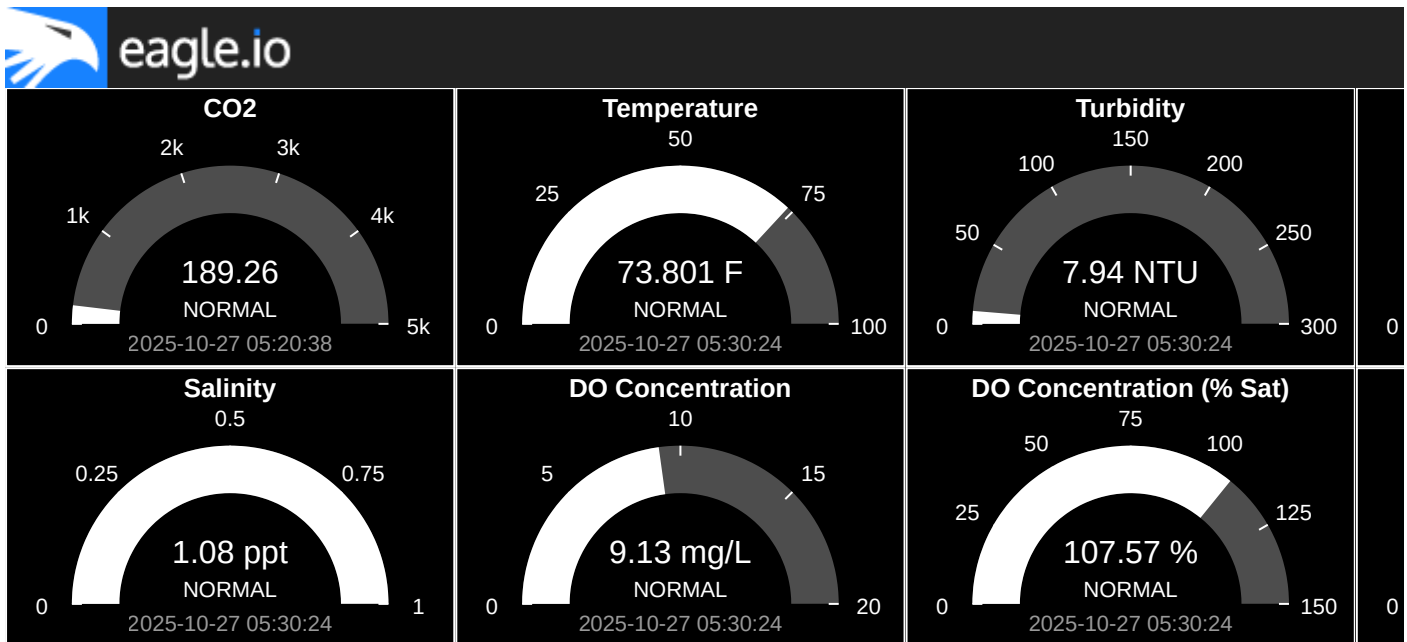 eagle.io
CO2
2k
3k
1k
4k
189.26
NORMAL
0
5k
2025-10-27 05:20:38
Temperature
50
25
75
73.801 F
NORMAL
0
100
2025-10-27 05:30:24
Turbidity
150
100
200
50
250
7.94 NTU
NORMAL
0
300
2025-10-27 05:30:24
0
Salinity
0.5
0.25
0.75
1.08 ppt
NORMAL
0
1
2025-10-27 05:30:24
DO Concentration
10
5
15
9.13 mg/L
NORMAL
0
20
2025-10-27 05:30:24
DO Concentration (% Sat)
75
50
100
25
125
107.57 %
NORMAL
0
150
2025-10-27 05:30:24
0